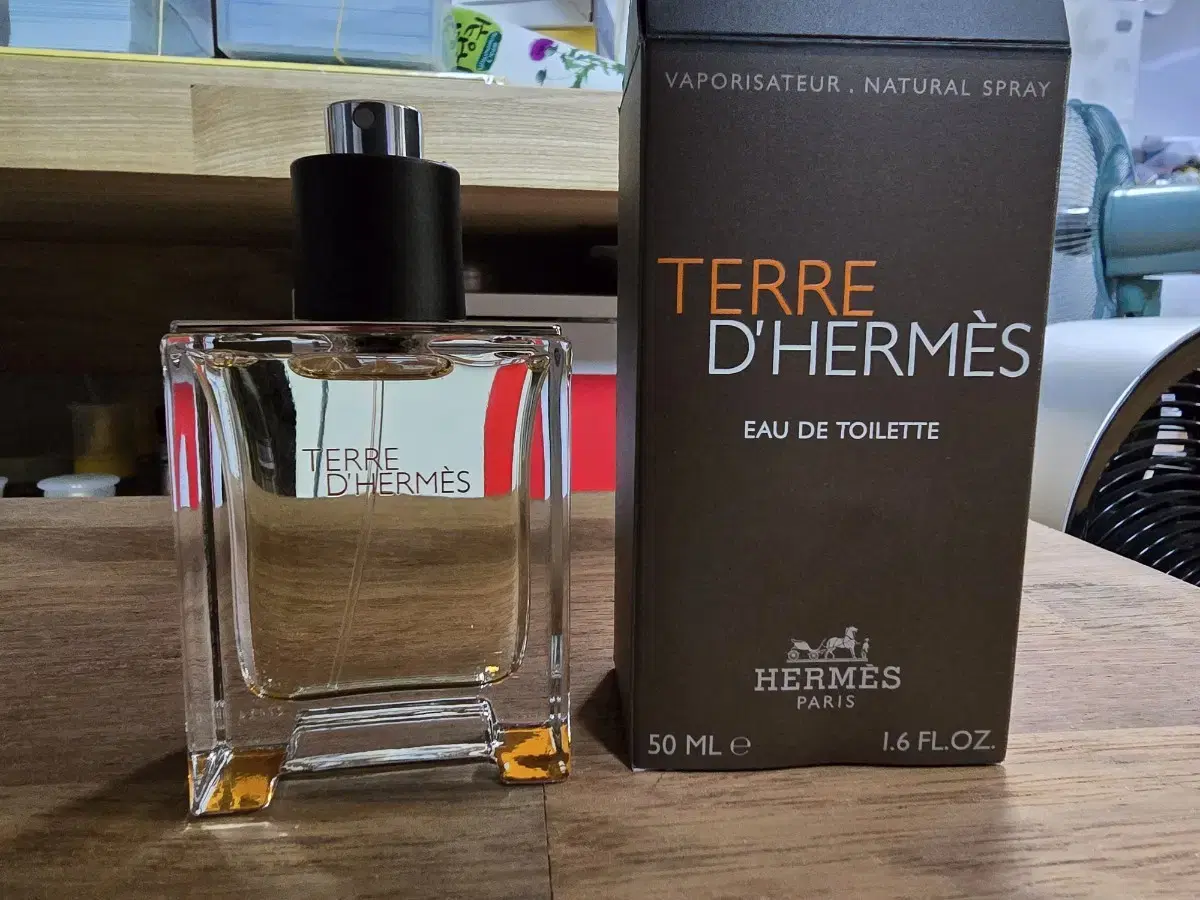 TERRE
D'HERMÈS
VAPORISATEUR . NATURAL SPRAY
TERRE
D'HERMÈS
EAU DE TOILETTE
HERMÈS
PARIS
50 ML ℮
1.6 FL.OZ.